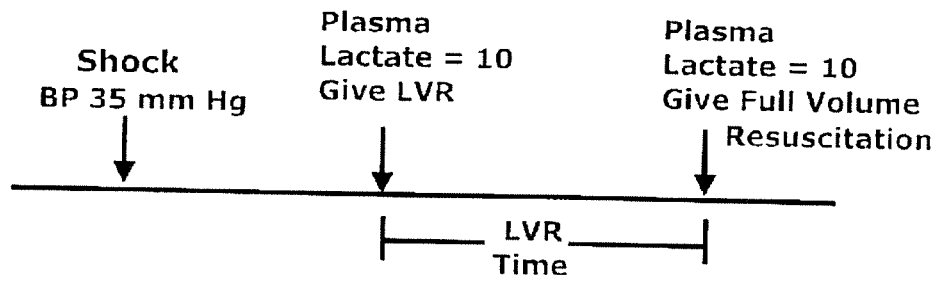 Shock
BP 35 mm Hg
Plasma
Lactate = 10
Give LVR
Plasma
Lactate = 10
Give Full Volume
Resuscitation
LVR
Time